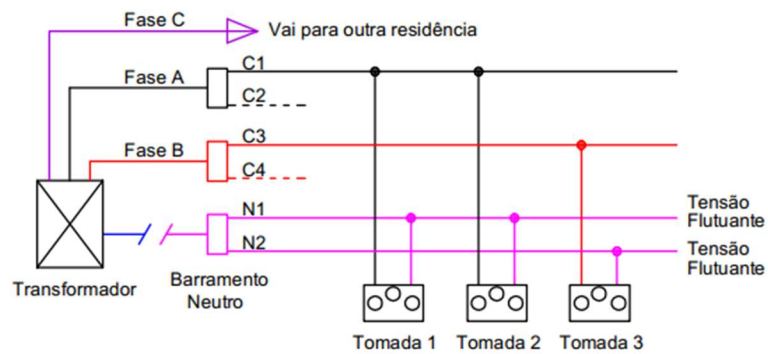 Fase C
Vai para outra residência
Fase A
C1
C2
Fase B
C3
C4
N1
N2
Tensão
Flutuante
Tensão
Flutuante
Transformador
Barramento
Neutro
Tomada 1
Tomada 2
Tomada 3